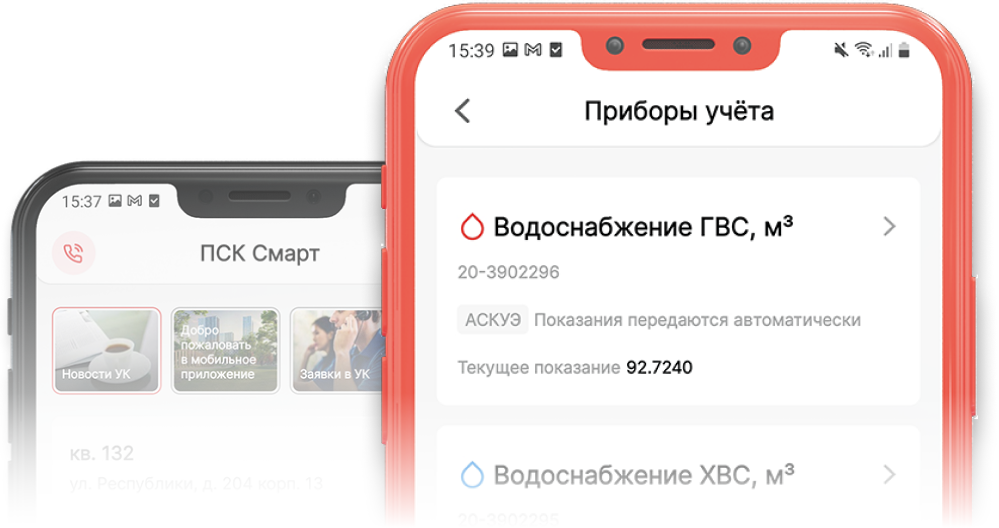 15:37
ПСК Смарт
Новости УК
Добро
пожаловать
в мобильное
приложение
Заявки в УК
кв. 132
ул. Республики, д. 204 корп. 13
15:39
Приборы учёта
Водоснабжение ГВС, м³
20-3902296
АСКУЭ Показания передаются автоматически
Текущее показание 92.7240
Водоснабжение ХВС, м³
20-3902295